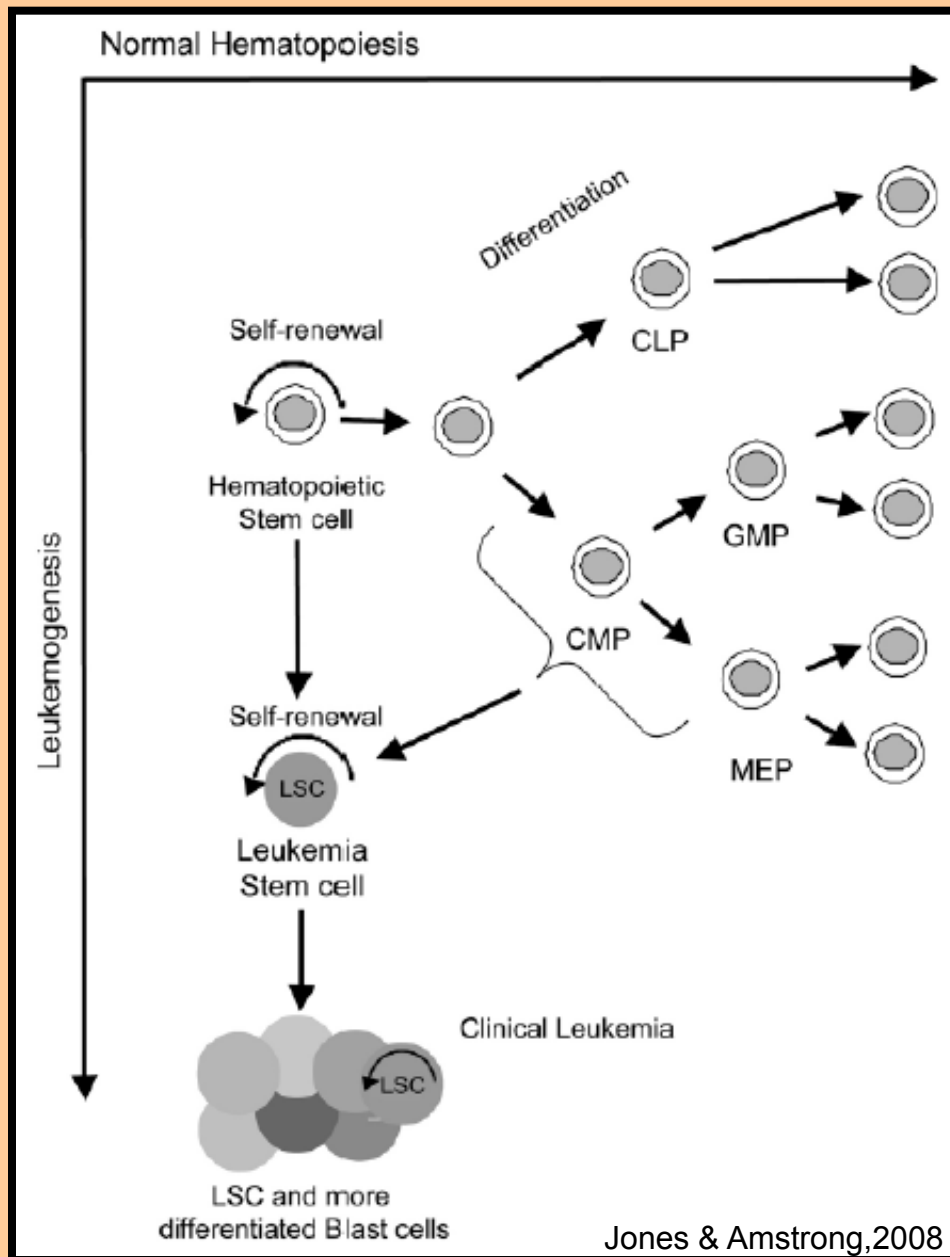 Normal Hematopoiesis
Differentiation
Self-renewal
CLP
Hematopoietic
Stem cell
GMP
CMP
Leukemogenesis
Self-renewal
MEP
LSC
Leukemia
Stem cell
Clinical Leukemia
LSC
LSC and more
differentiated Blast cells
Jones & Amstrong,2008